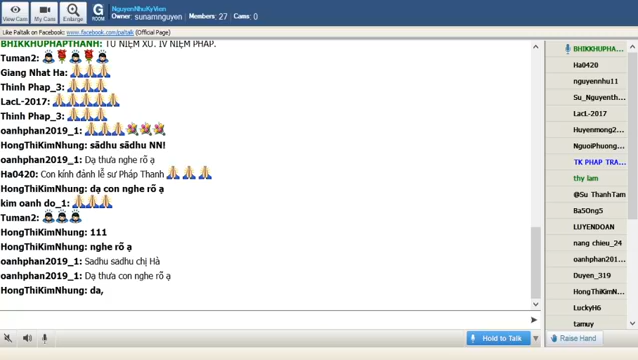 NguyenNhuKyVien
Owner: sunamnguyen | Members: 27 Cams: 0
View Cam
My Cam
Enlarge
G
ROOM
Like Paltalk on www.facebook.com/paltalk (Official Page)
BHIKKHUPHAPTHANH: TỨ NIỆM XỨ. IV NIỆM PHÁP.
Tuman2:
Giang Nhat Ha:
Thinh Phap_3:
LacL-2017:
Thinh Phap_3:
oanhphan2019_1:
HongThiKimNhung: sādhu sādhu NN!
oanhphan2019_1: Dạ thưa nghe rõ ạ
Ha0420: Con kính đảnh lễ sư Pháp Thanh
HongThiKimNhung: dạ con nghe rõ ạ
kim oanh do_1:
Tuman2:
HongThiKimNhung: 111
HongThiKimNhung: nghe rõ ạ
oanhphan2019_1: Sadhu sadhu chị Hà
oanhphan2019_1: Dạ thưa con nghe rõ ạ
HongThiKimNhung: da,
BHIKKHUPHA...
Ha0420
nguyennhu11
Su_Nguyenth...
LacL-2017
Huyenmong2...
NguoiPhuong...
TK PHAP TRA...
thy lam
@Su ThanhTam
Ba5Ong5
LUYENDOAN
nang chieu_24
oanhphan201...
Duyen_319
HongThiKimN...
LuckyH6
tamuy
Hold to Talk
Raise Hand